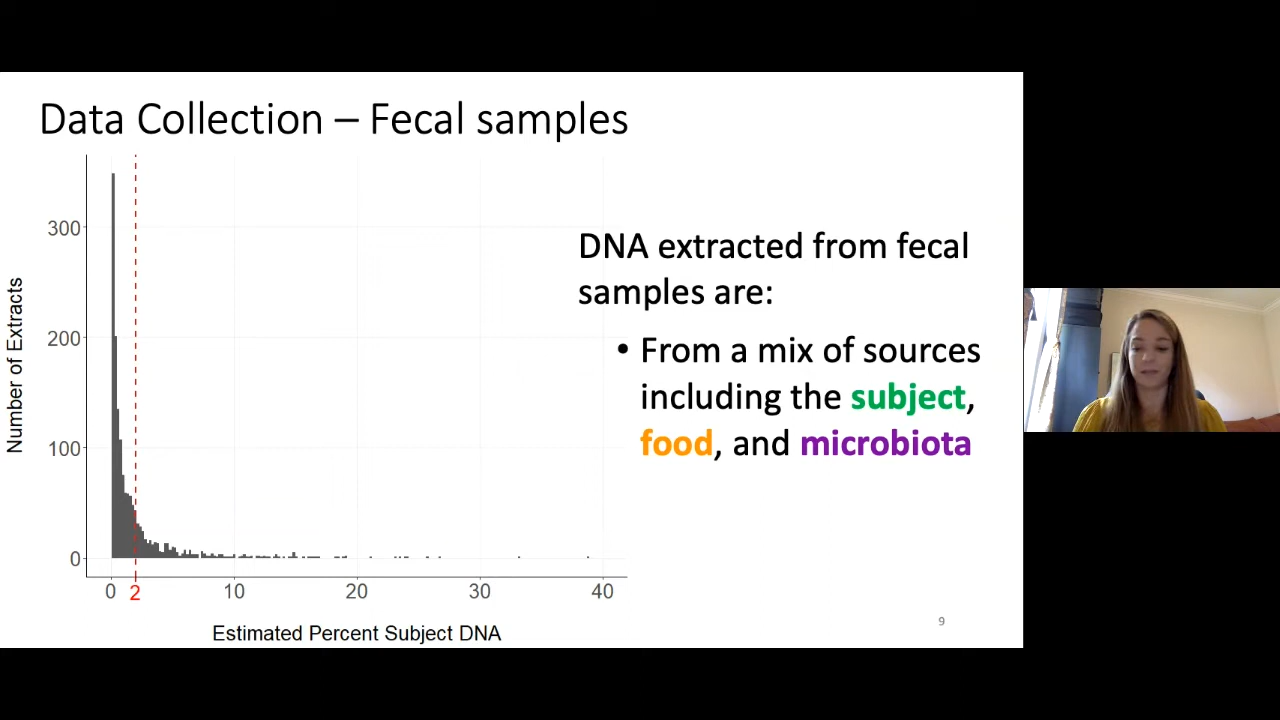 Data Collection – Fecal samples
Number of Extracts
300
200
100
0
0
2
10
20
30
40
Estimated Percent Subject DNA
DNA extracted from fecal
samples are:
• From a mix of sources
including the subject,
food, and microbiota
9